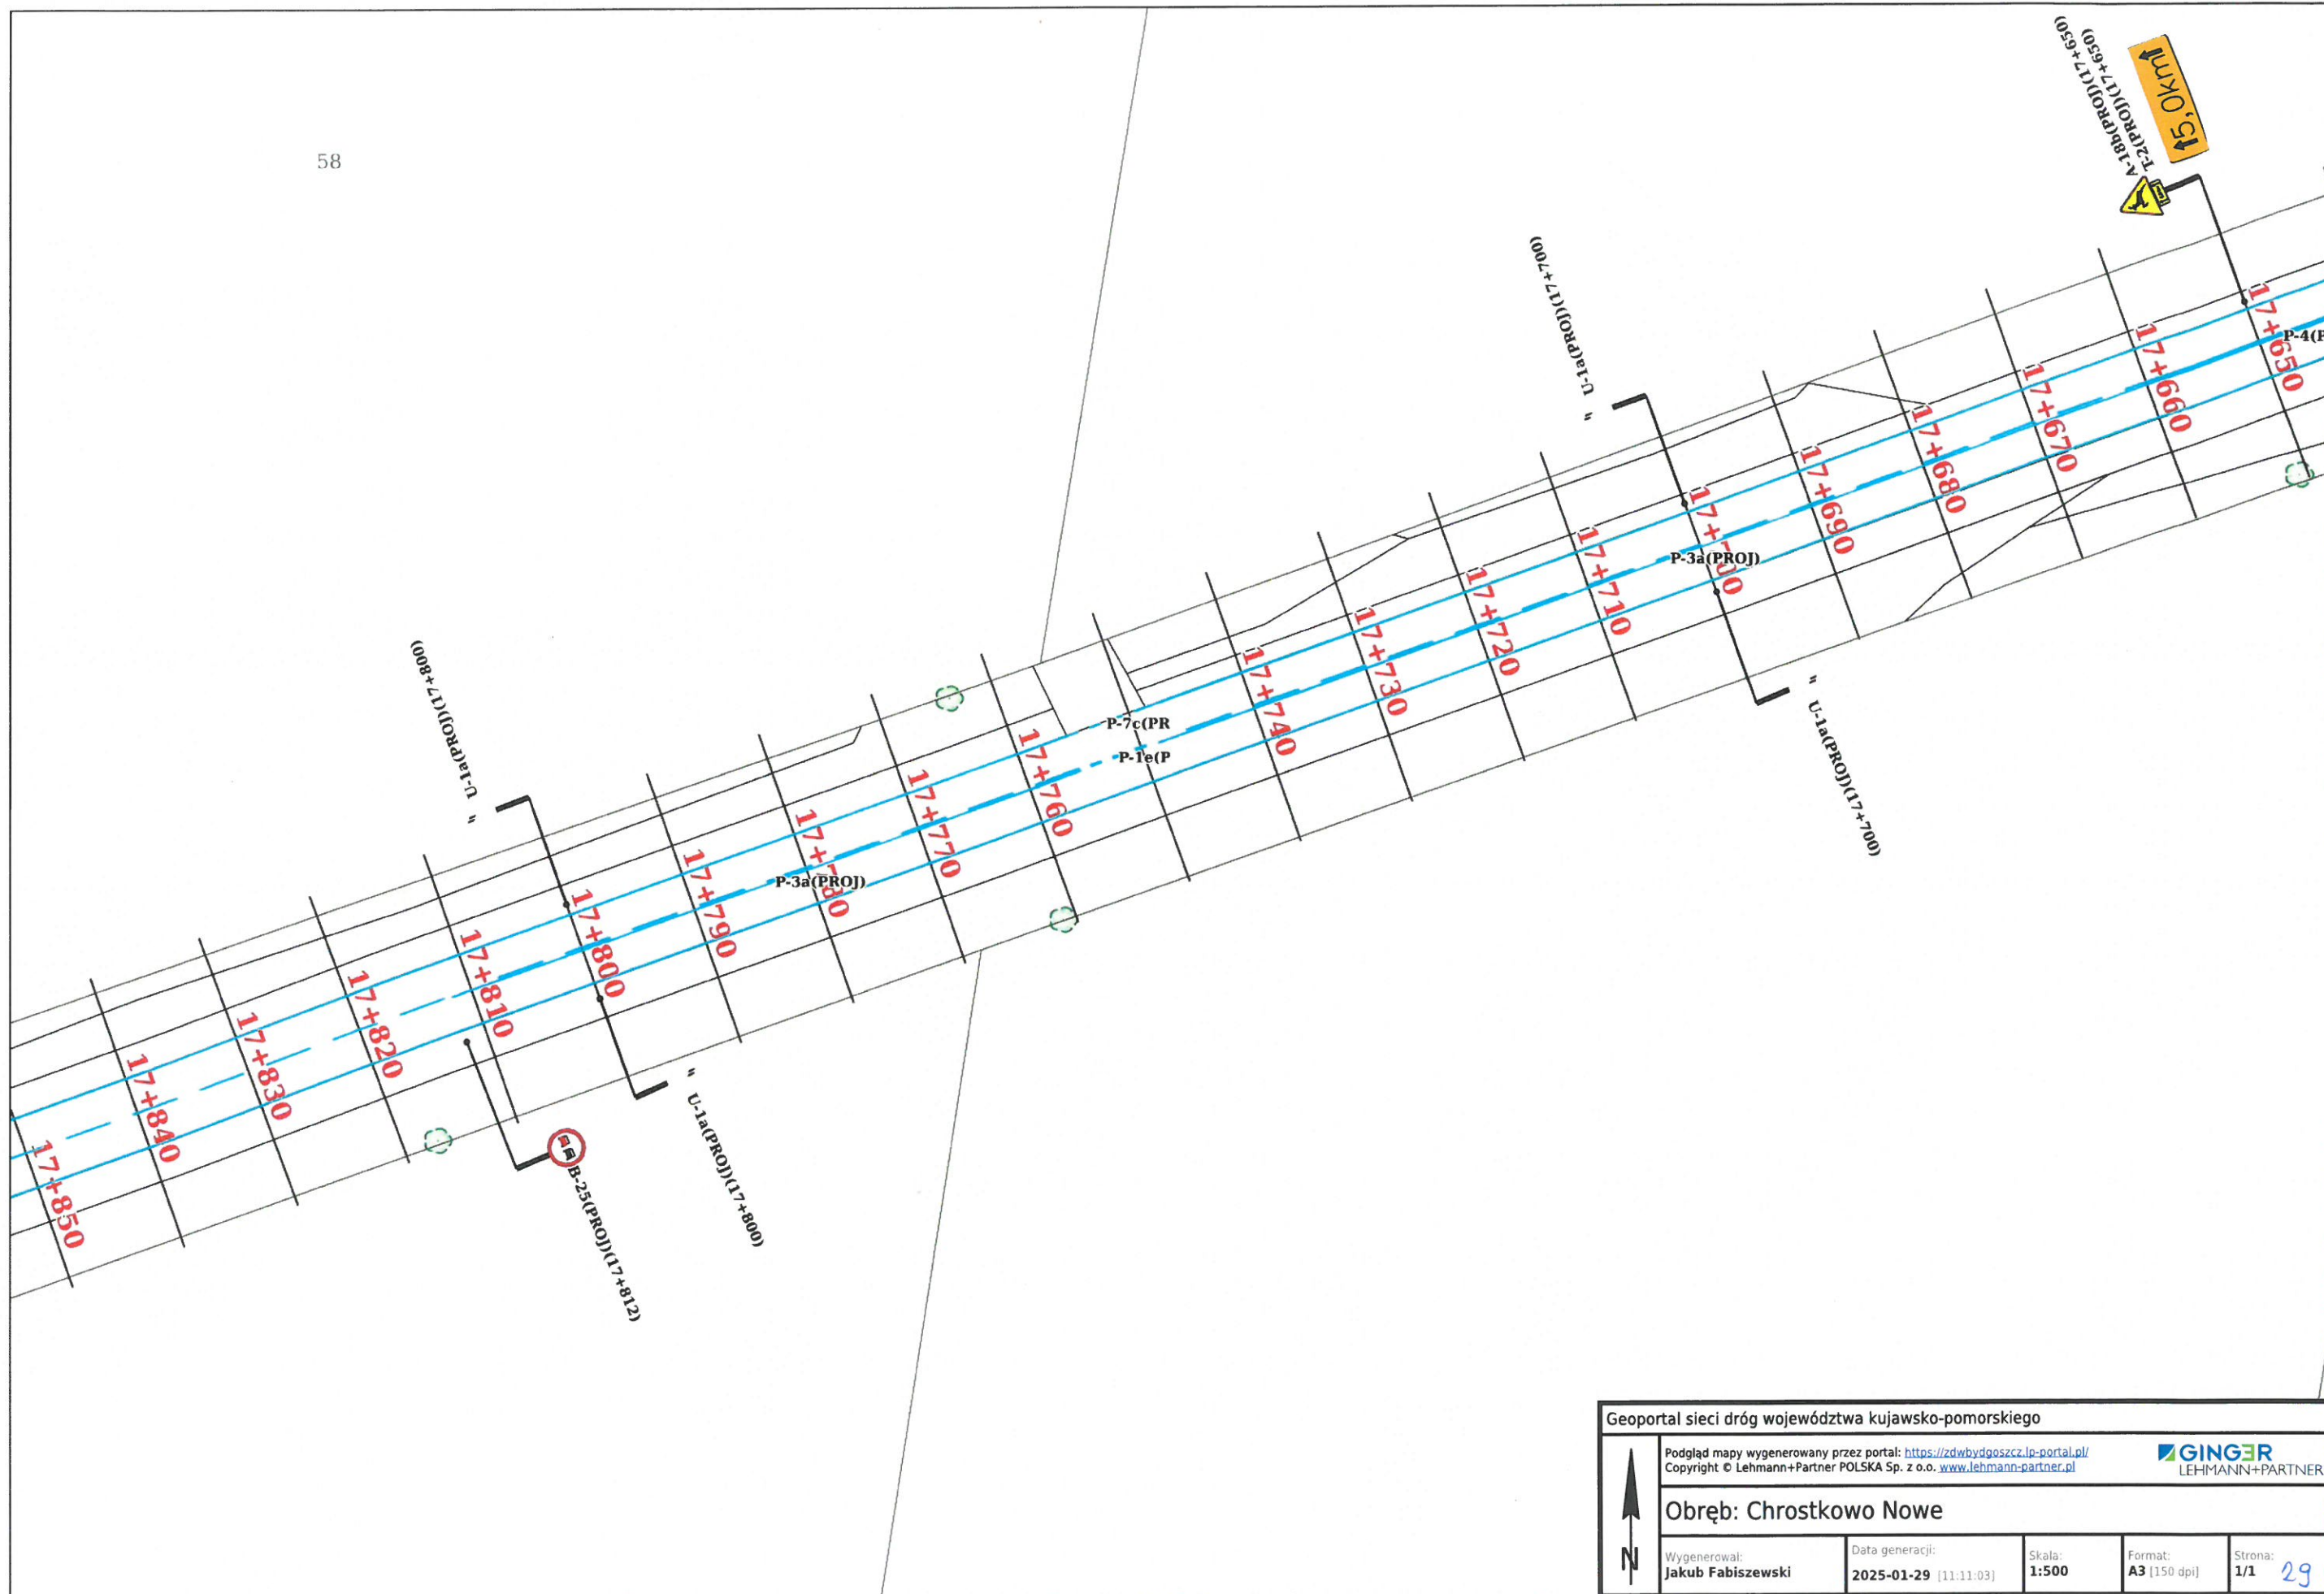 58
A-18b(PROJ)(17+650)
T-2(PROJ)(17+650)
15,0km
U-1a(PROJ)(17+700)
17+650
P-4(P
17+660
17+670
17+680
17+690
17+700
P-3a(PROJ)
17+710
17+720
17+730
17+740
U-1a(PROJ)(17+700)
P-7c(PR
P-1e(P
17+760
17+770
17+780
P-3a(PROJ)
17+790
U-1a(PROJ)(17+800)
17+800
17+810
17+820
17+830
17+840
17+850
U-1a(PROJ)(17+800)
B-25(PROJ)(17+812)
Geoportal sieci dróg województwa kujawsko-pomorskiego
Podgląd mapy wygenerowany przez portal: https://zdwbydgoszcz.lp-portal.pl/
Copyright © Lehmann+Partner POLSKA Sp. z o.o. www.lehmann-partner.pl
GINGER
LEHMANN+PARTNER
Obręb: Chrostkowo Nowe
N
Wygenerował:
Jakub Fabiszewski
Data generacji:
2025-01-29 [11:11:03]
Skala:
1:500
Format:
A3 [150 dpi]
Strona:
1/1
29